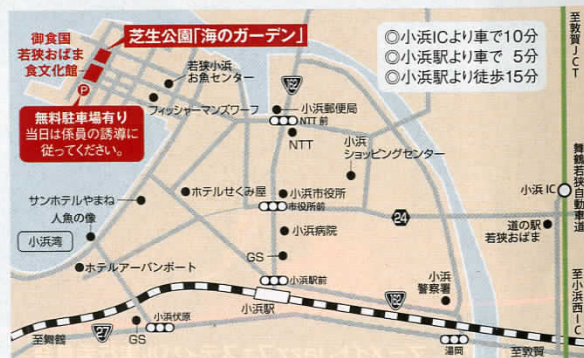 御食国
若狭おばま
食文化館
芝生公園「海のガーデン」
◎小浜ICより車で10分
◎小浜駅より車で 5分
◎小浜駅より徒歩15分
至敦賀JCT
P
若狭小浜
お魚センター
フィッシャーマンズワーフ
162
小浜郵便局
NTT前
NTT
小浜
ショッピングセンター
無料駐車場有り
当日は係員の誘導に
従ってください。
舞鶴若狭自動車道
小浜IC
サンホテルやまね
ホテルせくみ屋
小浜市役所
市役所前
24
人魚の像
小浜湾
小浜病院
道の駅
若狭おばま
GS
ホテルアーバンポート
小浜駅前
小浜
警察署
小浜駅
162
至小浜西IC
27
小浜伏原
至舞鶴
GS
湯岡
至敦賀